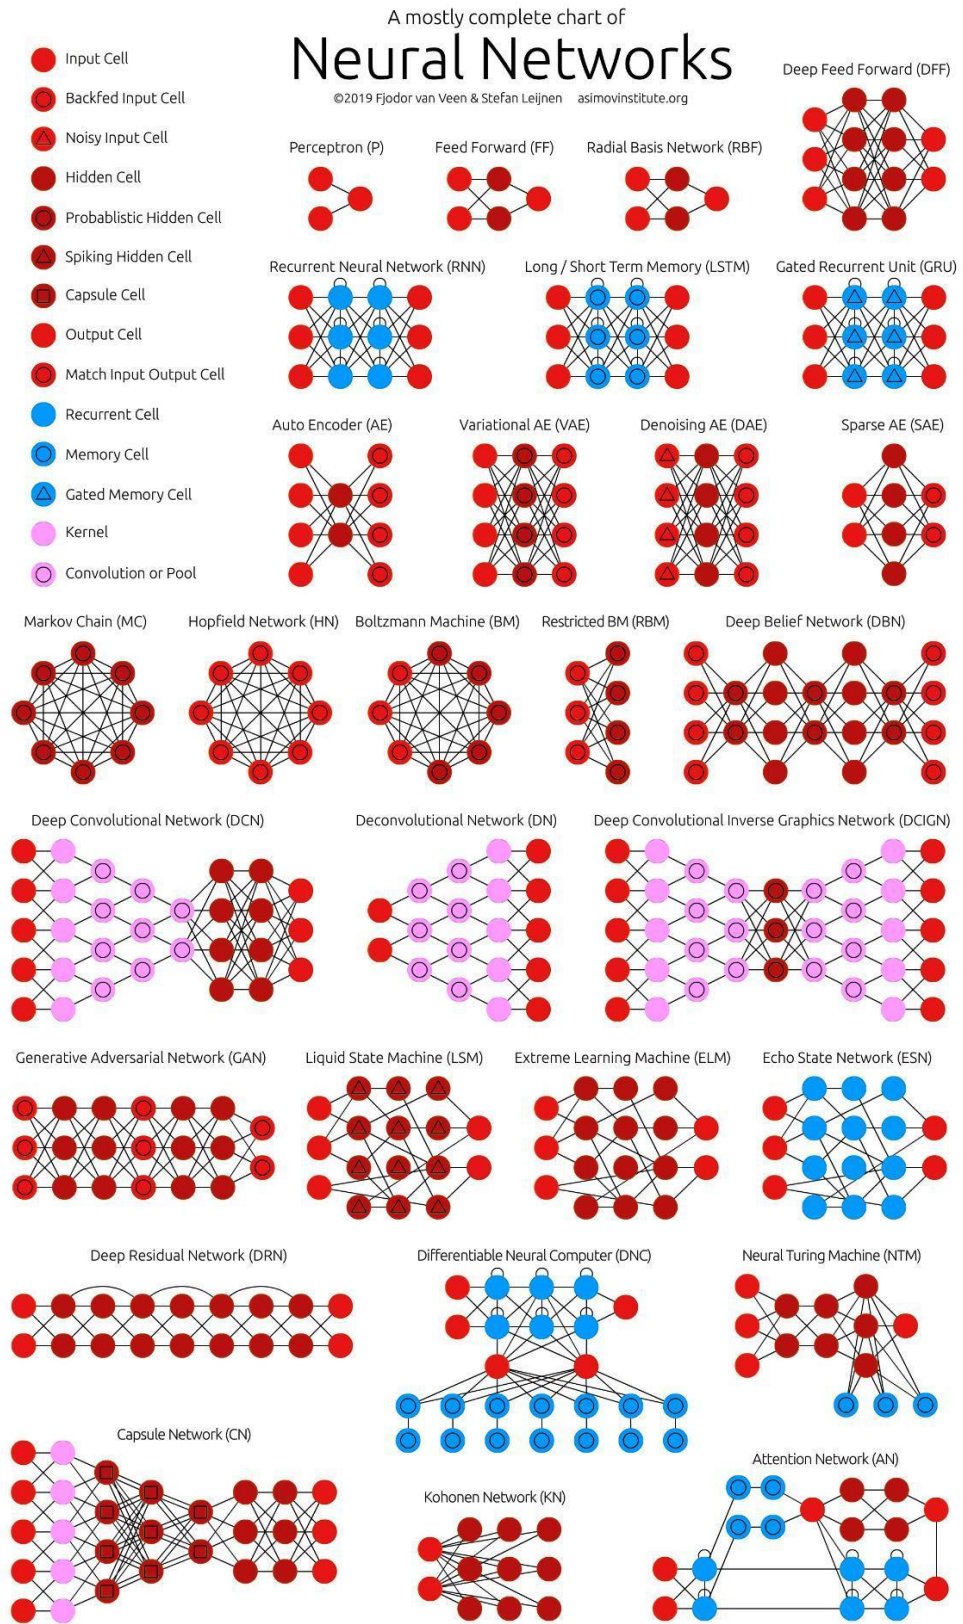 A mostly complete chart of
Neural Networks
©2019 Fjodor van Veen & Stefan Leijnen asimovinstitute.org
Input Cell
Backfed Input Cell
Noisy Input Cell
Hidden Cell
Probablistic Hidden Cell
Spiking Hidden Cell
Capsule Cell
Output Cell
Match Input Output Cell
Recurrent Cell
Memory Cell
Gated Memory Cell
Kernel
Convolution or Pool
Deep Feed Forward (DFF)
Perceptron (P)
Feed Forward (FF)
Radial Basis Network (RBF)
Recurrent Neural Network (RNN)
Long / Short Term Memory (LSTM)
Gated Recurrent Unit (GRU)
Auto Encoder (AE)
Variational AE (VAE)
Denoising AE (DAE)
Sparse AE (SAE)
Markov Chain (MC)
Hopfield Network (HN)
Boltzmann Machine (BM)
Restricted BM (RBM)
Deep Belief Network (DBN)
Deep Convolutional Network (DCN)
Deconvolutional Network (DN)
Deep Convolutional Inverse Graphics Network (DCIGN)
Generative Adversarial Network (GAN)
Liquid State Machine (LSM)
Extreme Learning Machine (ELM)
Echo State Network (ESN)
Deep Residual Network (DRN)
Differentiable Neural Computer (DNC)
Neural Turing Machine (NTM)
Capsule Network (CN)
Kohonen Network (KN)
Attention Network (AN)